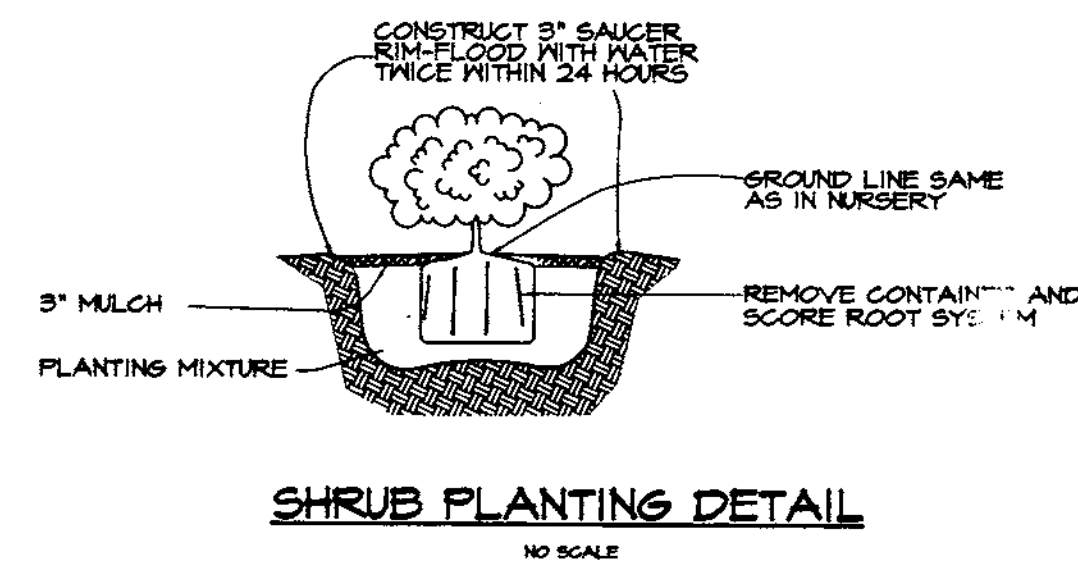 CONSTRUCT 3" SAUCER
RIM-FLOOD WITH WATER
TWICE WITHIN 24 HOURS
GROUND LINE SAME
AS IN NURSERY
3" MULCH
REMOVE AND
SCORE ROOT
PLANTING MIXTURE
SHRUB PLANTING DETAIL
NO SCALE